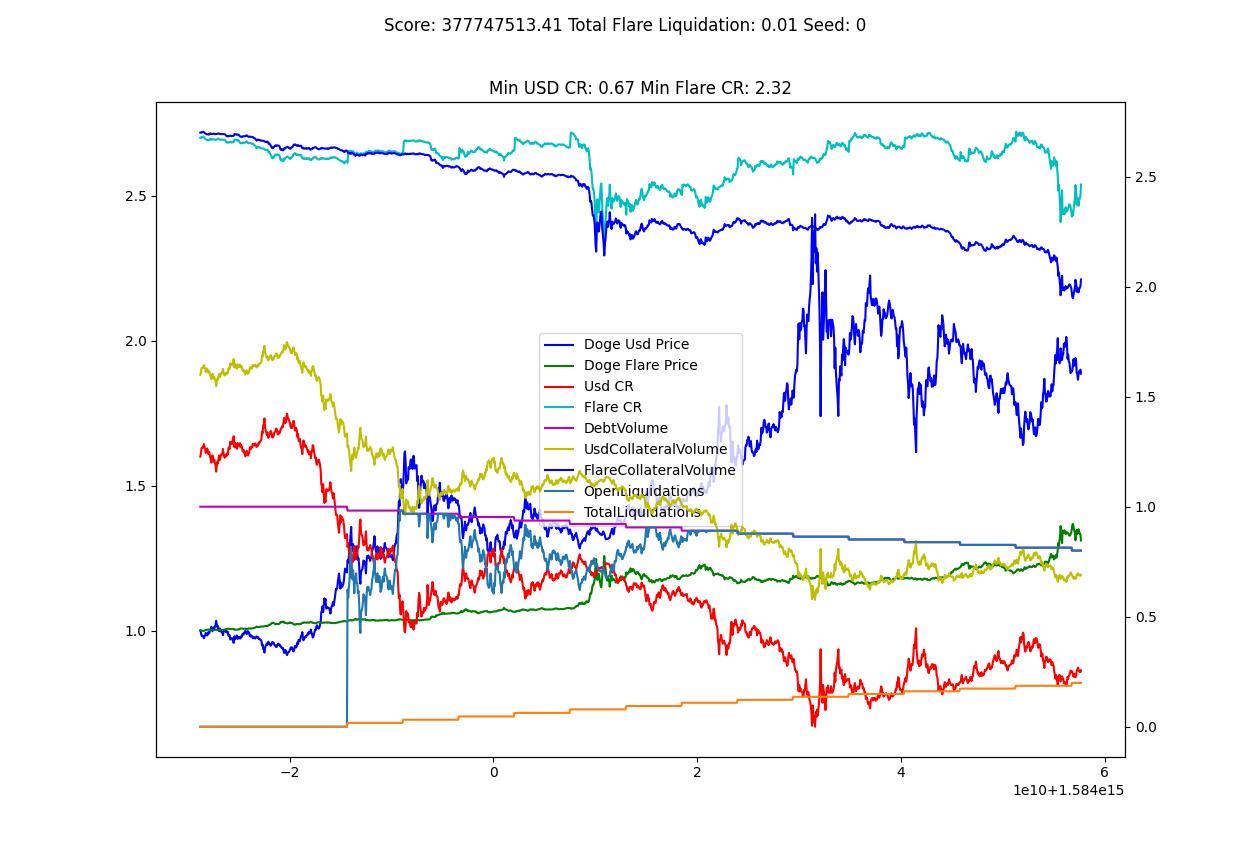 Score: 377747513.41 Total Flare Liquidation: 0.01 Seed: 0
Min USD CR: 0.67 Min Flare CR: 2.32
2.5
2.0
1.5
1.0
2.5
2.0
1.5
1.0
0.5
0.0
Doge Usd Price
Doge Flare Price
Usd CR
Flare CR
DebtVolume
UsdCollateralVolume
FlareCollateralVolume
OpenLiquidations
TotalLiquidations
−2 0 2 4 6
1e10+1.584e15